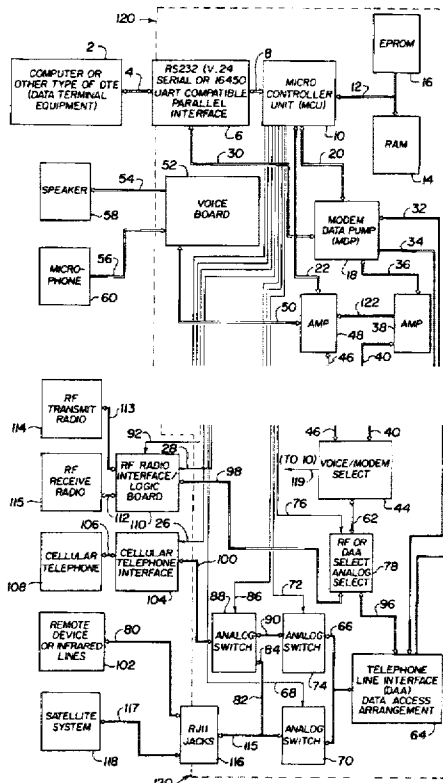 120
2
COMPUTER OR
OTHER TYPE OF DTE
(DATA TERMINAL
EQUIPMENT)
4
RS232 (V.24
SERIAL OR 16450
UART COMPATIBLE
PARALLEL
INTERFACE
6
8
MICRO
CONTROLLER
UNIT (MCU)
10
EPROM
16
12
RAM
14
30
20
52
54
SPEAKER
58
VOICE
BOARD
MODEM
DATA PUMP
(MDP)
18
32
34
56
MICRO-
PHONE
60
22
36
50
122
AMP
48
AMP
38
46
40
RF
TRANSMIT
RADIO
114
113
92
28
RF
RECEIVE
RADIO
115
112
RF RADIO
INTERFACE/
LOGIC
BOARD
110
98
(TO 10)
119
46
40
VOICE/MODEM
SELECT
44
76
62
106
26
CELLULAR
TELEPHONE
108
CELLULAR
TELEPHONE
INTERFACE
104
100
RF OR
DAA
SELECT
ANALOG
SELECT
78
72
88
86
90
96
ANALOG
SWITCH
84
ANALOG
SWITCH
74
66
REMOTE
DEVICE
OR INFRARED
LINES
102
80
82
68
TELEPHONE
LINE INTERFACE
(DAA)
DATA ACCESS
ARRANGEMENT
64
SATELLITE
SYSTEM
118
117
RJ11
JACKS
116
115
ANALOG
SWITCH
70
120